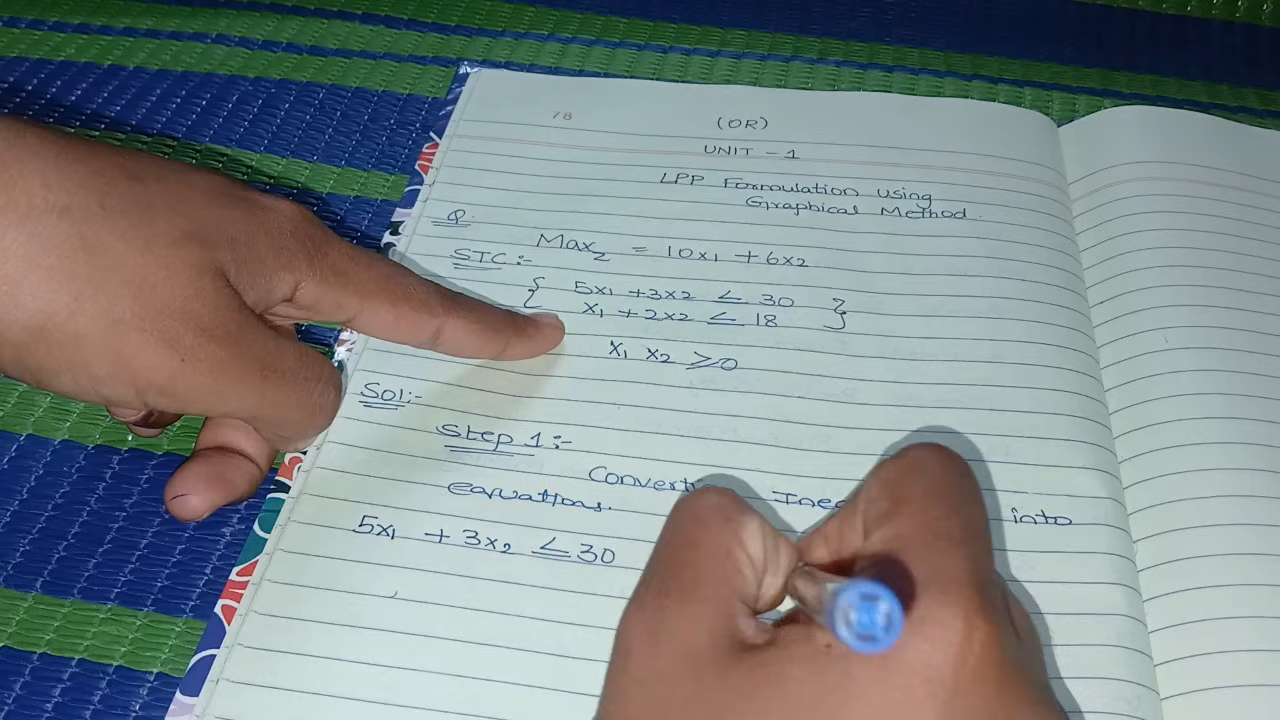 78
(OR)
UNIT - 1
LPP Formulation using
Graphical Method.
Q.
Max z = 10x₁ + 6x₂
STC:-
{ 5x₁ + 3x₂ ≤ 30 }
x₁ + 2x₂ ≤ 18
x₁ x₂ ≥ 0
Sol:-
Step 1:-
into
equations.
5x₁ + 3x₂ ≤ 30